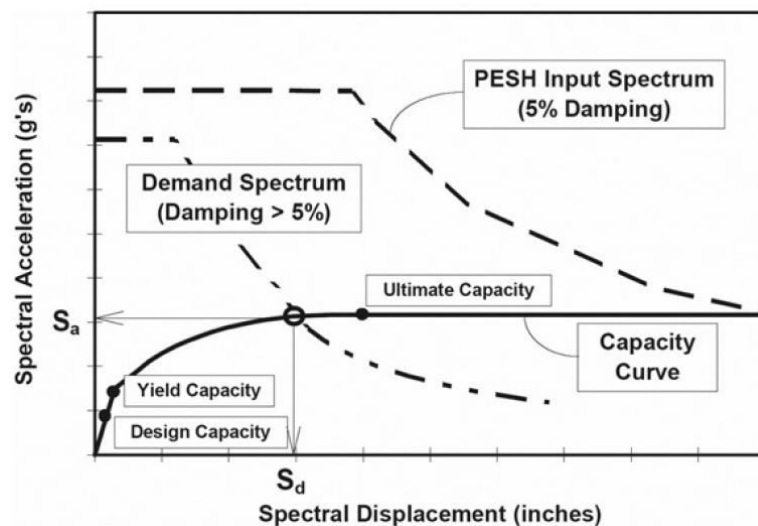 PESH Input Spectrum
(5% Damping)
Demand Spectrum
(Damping > 5%)
Ultimate Capacity
Sa
Capacity
Curve
Yield Capacity
Design Capacity
Sd
Spectral Displacement (inches)
Spectral Acceleration (g's)